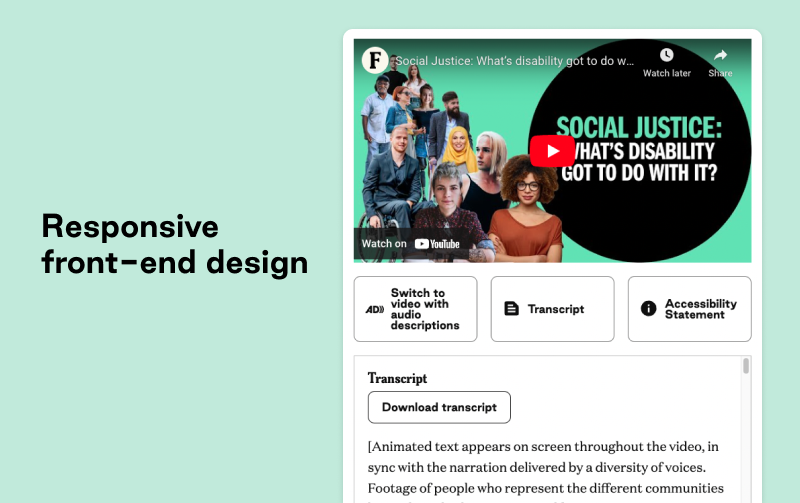 Responsive
front-end design
F
Social Justice: What's disability got to do w...
Watch later
Share
SOCIAL JUSTICE:
WHAT'S DISABILITY
GOT TO DO WITH IT?
Watch on YouTube
AD
Switch to
video with
audio
descriptions
Transcript
Accessibility
Statement
Transcript
Download transcript
[Animated text appears on screen throughout the video, in
sync with the narration delivered by a diversity of voices.
Footage of people who represent the different communities